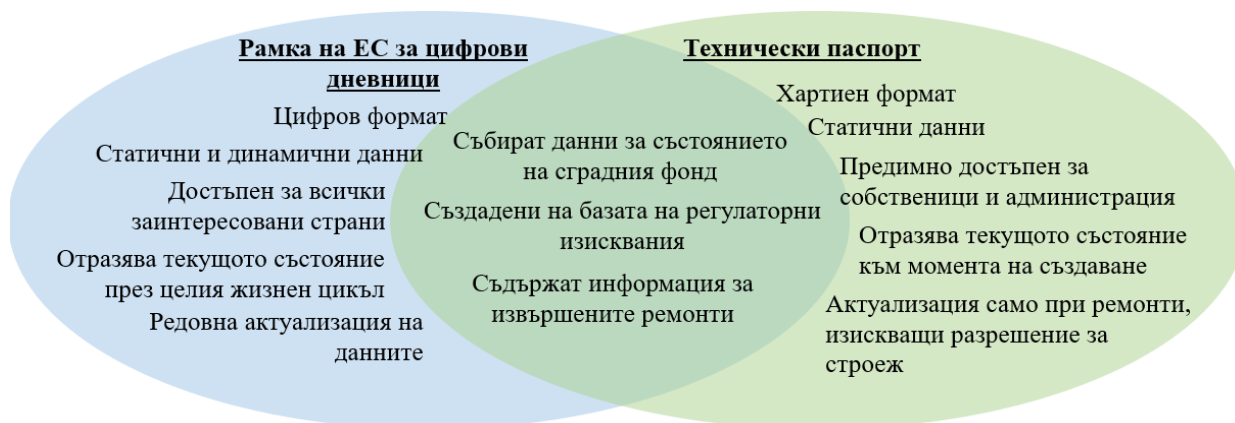 Рамка на ЕС за цифрови
дневници
Цифров формат
Статични и динамични данни
Достъпен за всички
заинтересовани страни
Отразява текущото състояние
през целия жизнен цикъл
Редовна актуализация на
данните
Събират данни за състоянието
на сградния фонд
Създадени на базата на регулаторни
изисквания
Съдържат информация за
извършените ремонти
Технически паспорт
Хартиен формат
Статични данни
Предимно достъпен за
собственици и администрация
Отразява текущото състояние
към момента на създаване
Актуализация само при ремонти,
изискващи разрешение за
строеж